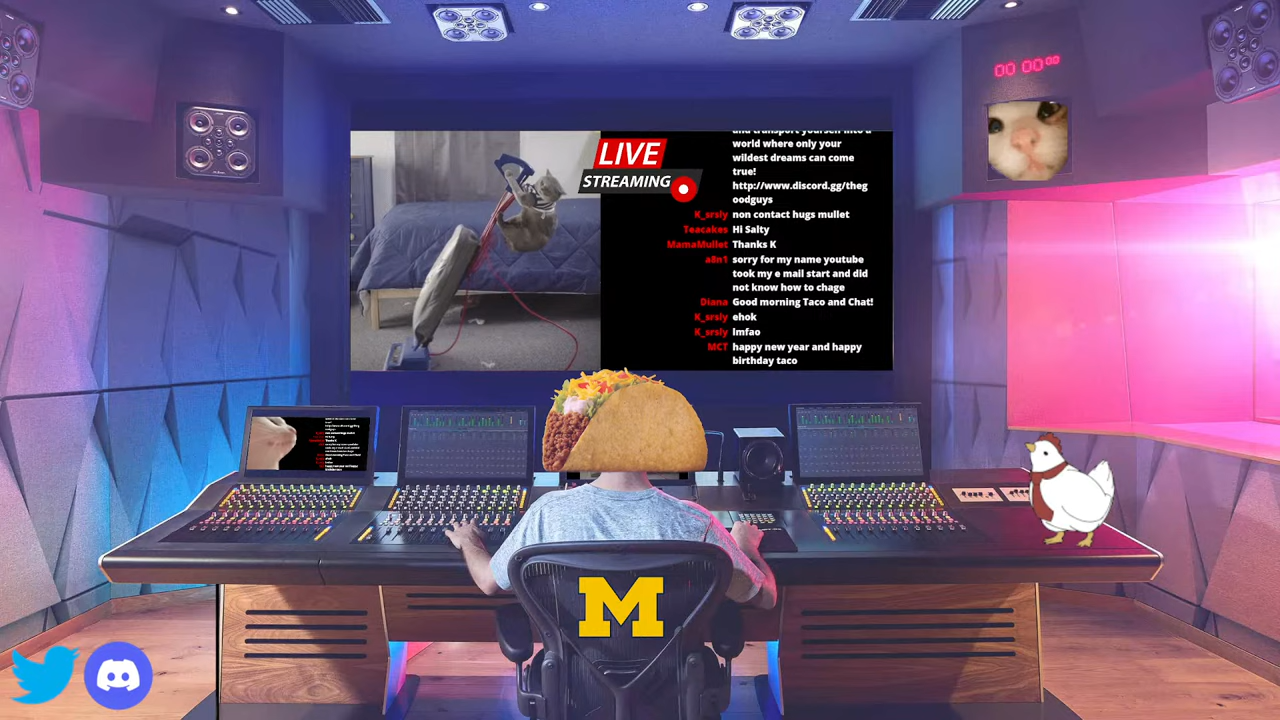 00 00 00
LIVE
STREAMING
and transport yourself into a
world where only your
wildest dreams can come
true!
http://www.discord.gg/theg
oodguys
K_srsly non contact hugs mullet
Teacakes Hi Salty
MamaMullet Thanks K
a8n1 sorry for my name youtube
took my e mail start and did
not know how to chage
Diana Good morning Taco and Chat!
K_srsly ehok
K_srsly lmfao
MCT happy new year and happy
birthday taco
M